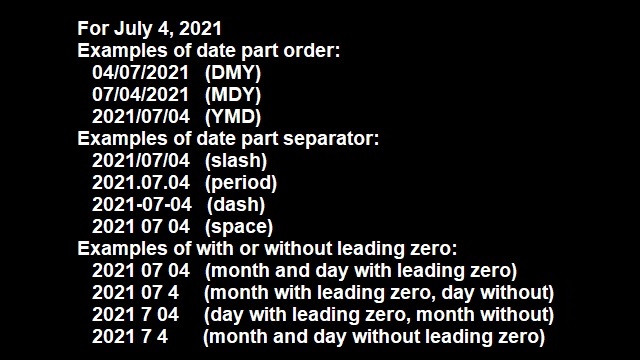 For July 4, 2021
Examples of date part order:
04/07/2021 (DMY)
07/04/2021 (MDY)
2021/07/04 (YMD)
Examples of date part separator:
2021/07/04 (slash)
2021.07.04 (period)
2021-07-04 (dash)
2021 07 04 (space)
Examples of with or without leading zero:
2021 07 04 (month and day with leading zero)
2021 07 4 (month with leading zero, day without)
2021 7 04 (day with leading zero, month without)
2021 7 4 (month and day without leading zero)